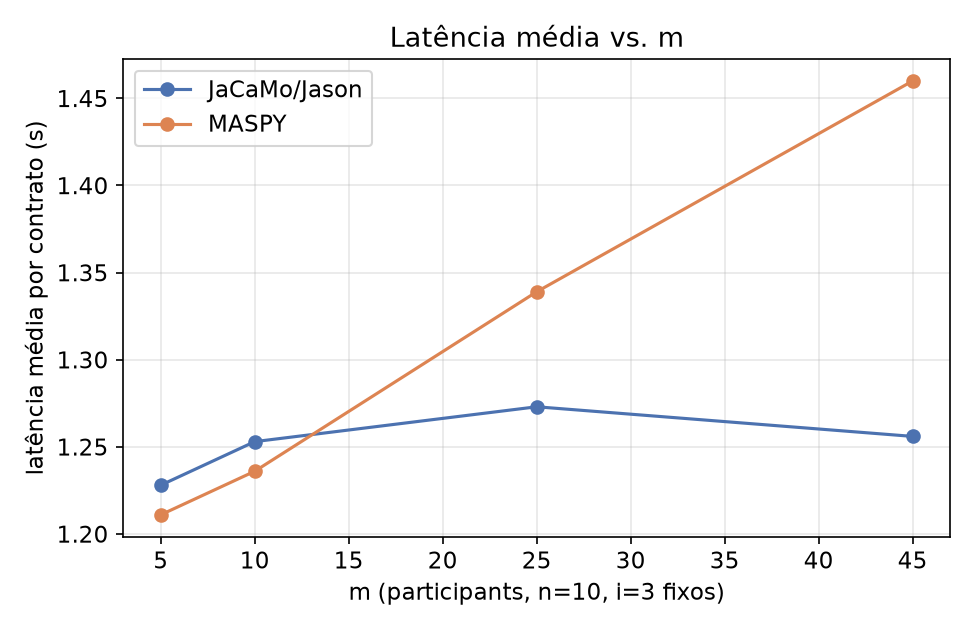 Latência média vs. m
JaCaMo/Jason
MASPY
latência média por contrato (s)
1.45
1.40
1.35
1.30
1.25
1.20
5 10 15 20 25 30 35 40 45
m (participants, n=10, i=3 fixos)